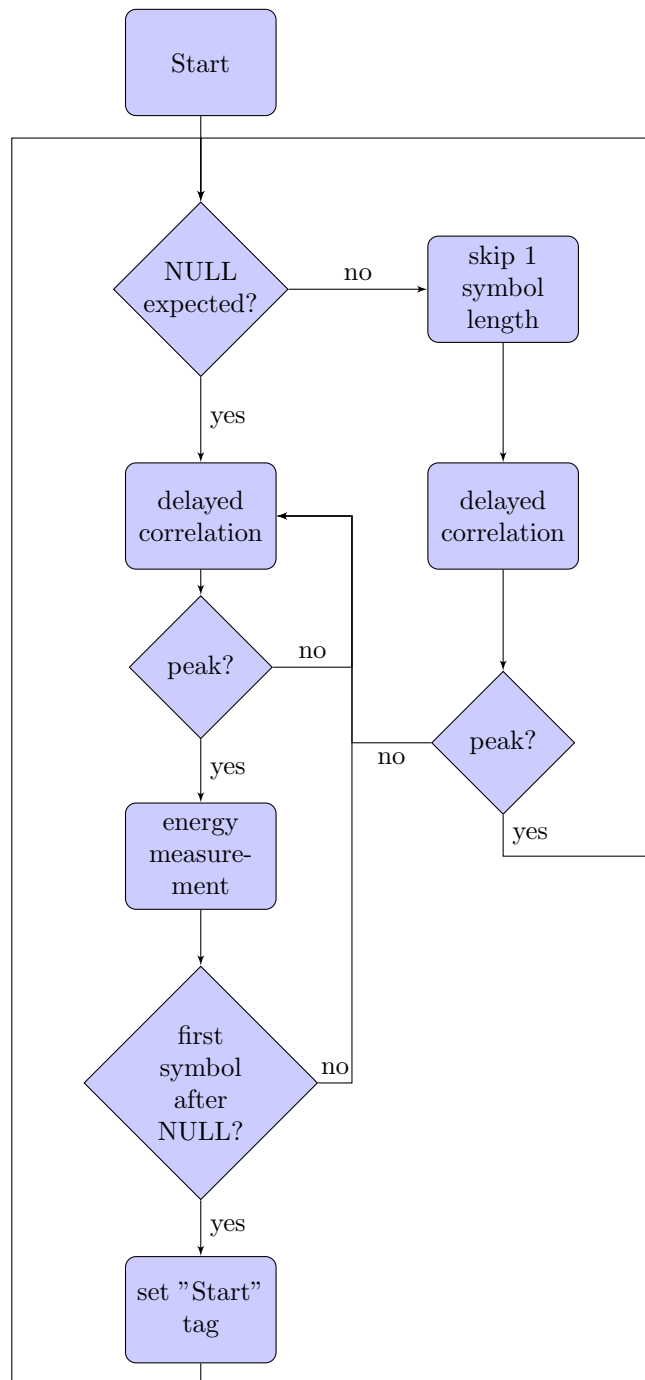 Start
NULL
expected?
no
skip 1
symbol
length
yes
delayed
correlation
delayed
correlation
peak?
no
peak?
no
yes
yes
energy
measure-
ment
first
symbol
after
NULL?
no
yes
set ”Start”
tag